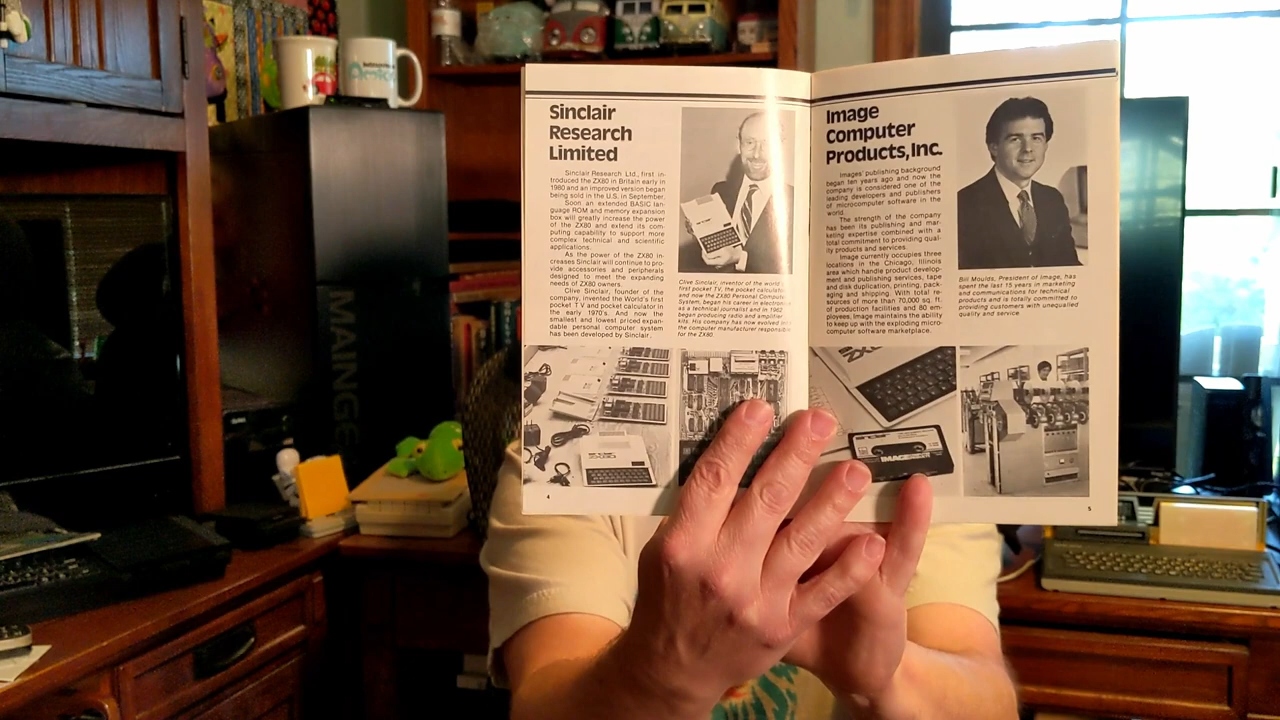 Sinclair
Research
Limited
Sinclair Research Ltd., first in-
troduced the ZX80 in Britain early in
1980 and an improved version began
being sold in the U.S. in September.
Soon, an extended BASIC lan-
guage ROM and memory expansion
box will greatly increase the power
of the ZX80 and extend its com-
puting capability to support more
complex technical and scientific
applications.
As the power of the ZX80 in-
creases Sinclair will continue to pro-
vide accessories and peripherals
designed to meet the expanding
needs of ZX80 owners.
Clive Sinclair, founder of the
company, invented the World's first
pocket TV and pocket calculator in
the early 1970's. And now the
smallest and lowest priced expan-
dable personal computer system
has been developed by Sinclair.
Clive Sinclair, inventor of the world's
first pocket TV, the pocket calculator
and now the ZX80 Personal Computer
System, began his career in electronics
as a technical journalist and in 1962
began producing radio and amplifier
kits. His company has now evolved into
the computer manufacturer responsible
for the ZX80.
4
Image
Computer
Products, Inc.
Images' publishing background
began ten years ago and now the
company is considered one of the
leading developers and publishers
of microcomputer software in the
world.
The strength of the company
has been its publishing and mar-
keting expertise combined with a
total commitment to providing qual-
ity products and services.
Image currently occupies three
locations in the Chicago, Illinois
area which handle product develop-
ment and publishing services, tape
and disk duplication, printing, pack-
aging and shipping. With total re-
sources of more than 70,000 sq. ft.
of production facilities and 80 em-
ployees, Image maintains the ability
to keep up with the exploding micro-
computer software marketplace.
Bill Moulds, President of Image, has
spent the last 15 years in marketing
and communications for technical
products and is totally committed to
providing customers with unequalled
quality and service.
IMAGE
5